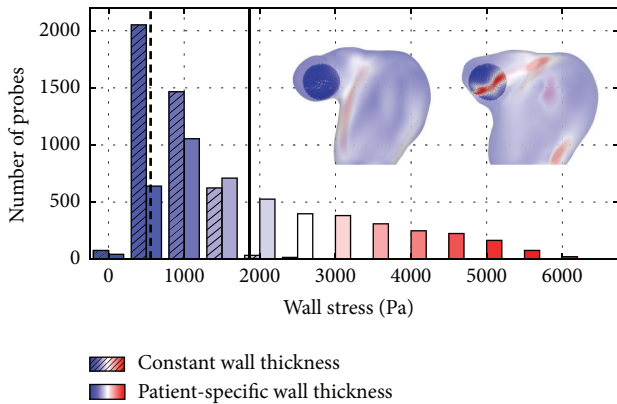 2000
1500
1000
500
0
Number of probes
0 1000 2000 3000 4000 5000 6000
Wall stress (Pa)
Constant wall thickness
Patient-specific wall thickness